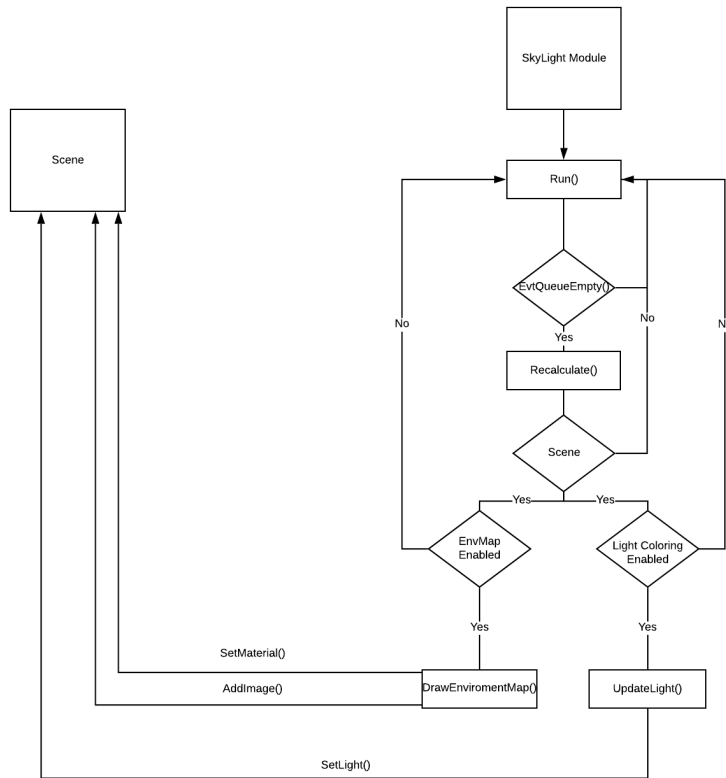 SkyLight Module
Scene
Run()
EvtQueueEmpty()
No
No
N
Yes
Recalculate()
Scene
Yes
Yes
EnvMap
Enabled
Light Coloring
Enabled
Yes
Yes
SetMaterial()
DrawEnviromentMap()
UpdateLight()
AddImage()
SetLight()